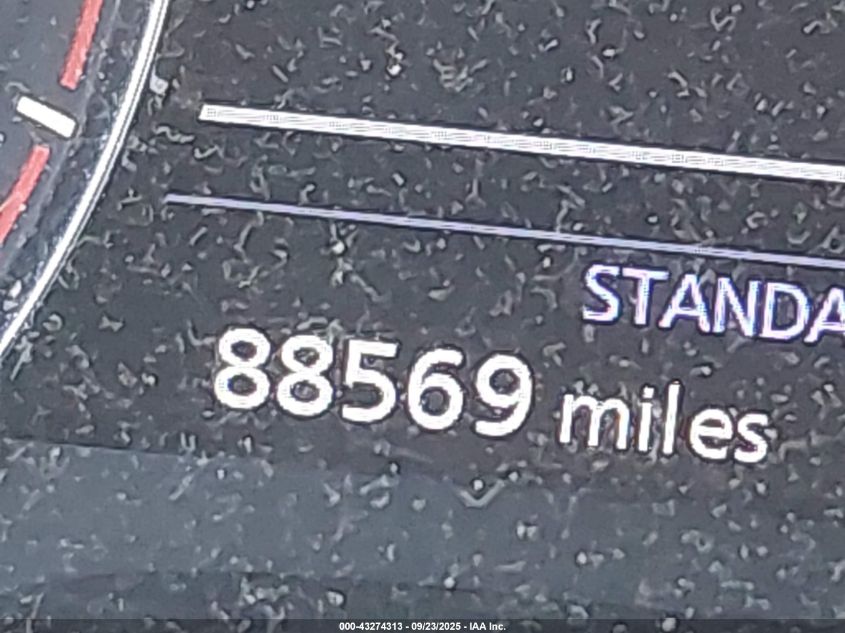 STANDA
88569 miles
000-43274313 - 09/23/2025 - IAA Inc.